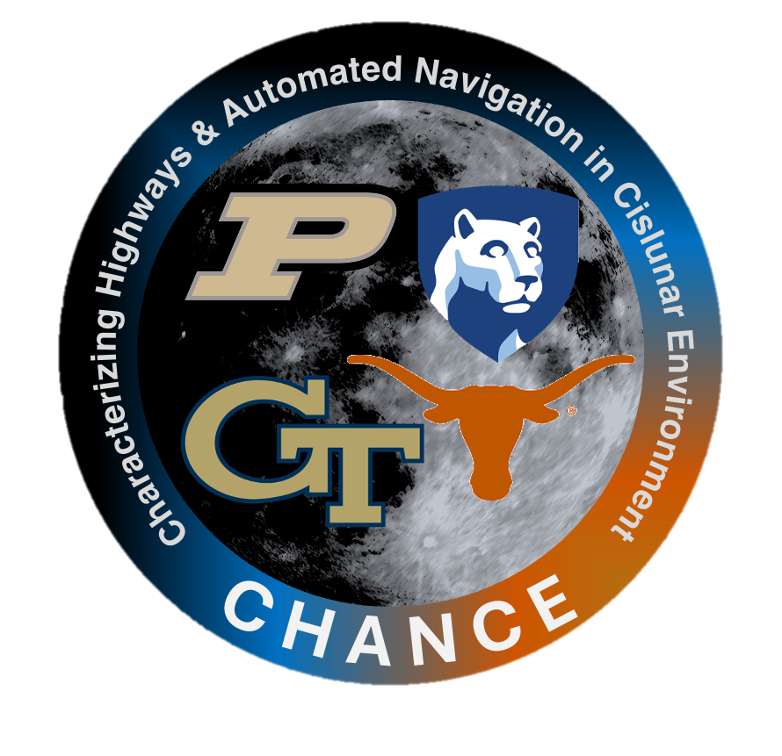 Characterizing Highways & Automated Navigation in Cislunar Environment
P
GT
®
CHANCE